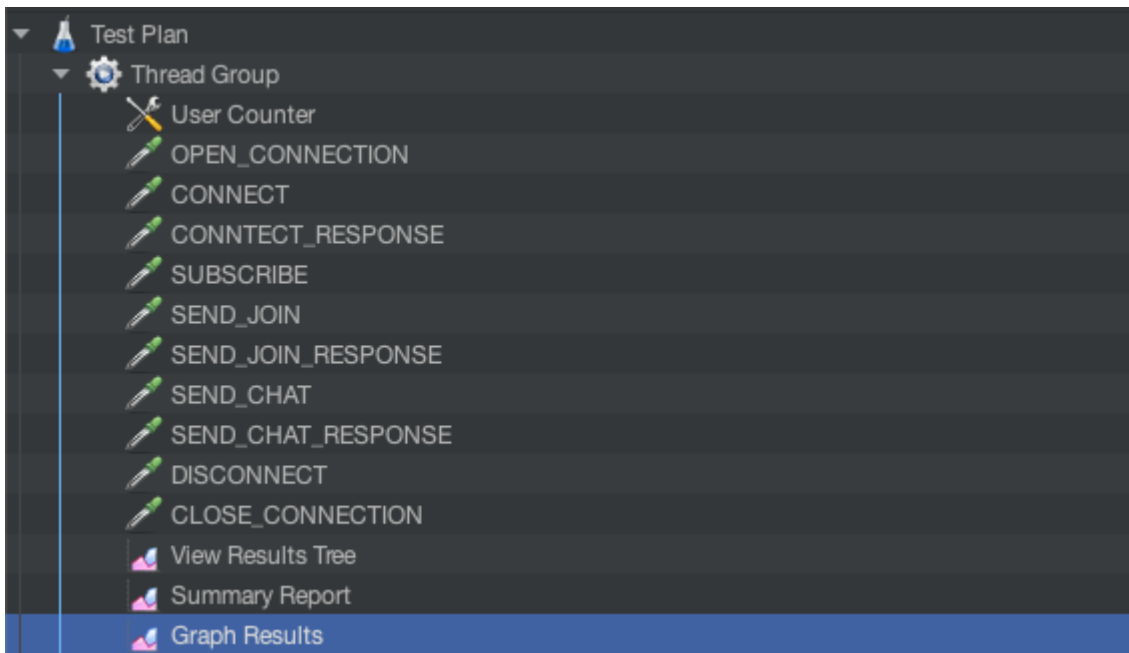 Test Plan
Thread Group
User Counter
OPEN_CONNECTION
CONNECT
CONNTECT_RESPONSE
SUBSCRIBE
SEND_JOIN
SEND_JOIN_RESPONSE
SEND_CHAT
SEND_CHAT_RESPONSE
DISCONNECT
CLOSE_CONNECTION
View Results Tree
Summary Report
Graph Results